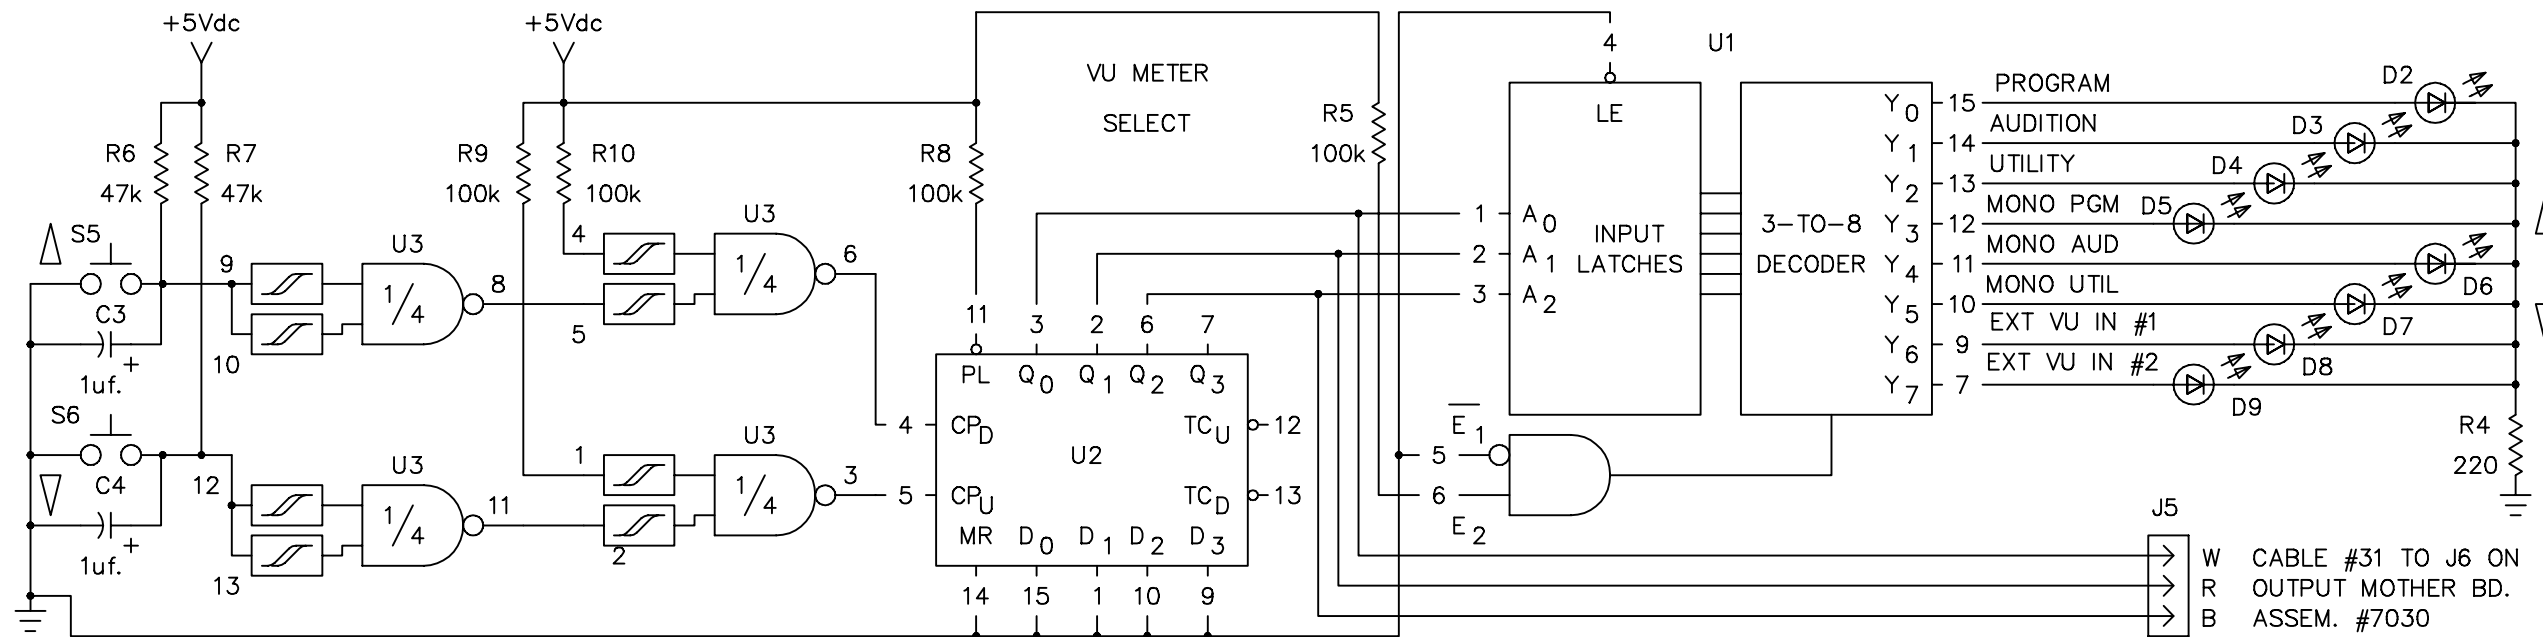 +5Vdc
+5Vdc
VU METER
SELECT
U1
4
LE
R6
47k
R7
47k
R9
100k
R10
100k
R8
100k
R5
100k
S5
C3
1uf.
+
S6
C4
1uf.
+
9
10
U3
1/4
8
12
13
U3
1/4
11
4
5
U3
1/4
6
1
2
U3
1/4
3
11
3
2
6
7
PL
Q0
Q1
Q2
Q3
4
CPD
TCU
12
U2
5
CPU
TCD
13
MR
D0
D1
D2
D3
14
15
1
10
9
1
A0
2
A1
3
A2
INPUT
LATCHES
3-TO-8
DECODER
E1
5
6
E2
Y0
15
PROGRAM
D2
Y1
14
AUDITION
D3
Y2
13
UTILITY
D4
Y3
12
MONO PGM
D5
Y4
11
MONO AUD
D6
Y5
10
MONO UTIL
D7
Y6
9
EXT VU IN #1
D8
Y7
7
EXT VU IN #2
D9
R4
220
J5
W CABLE #31 TO J6 ON
R OUTPUT MOTHER BD.
B ASSEM. #7030